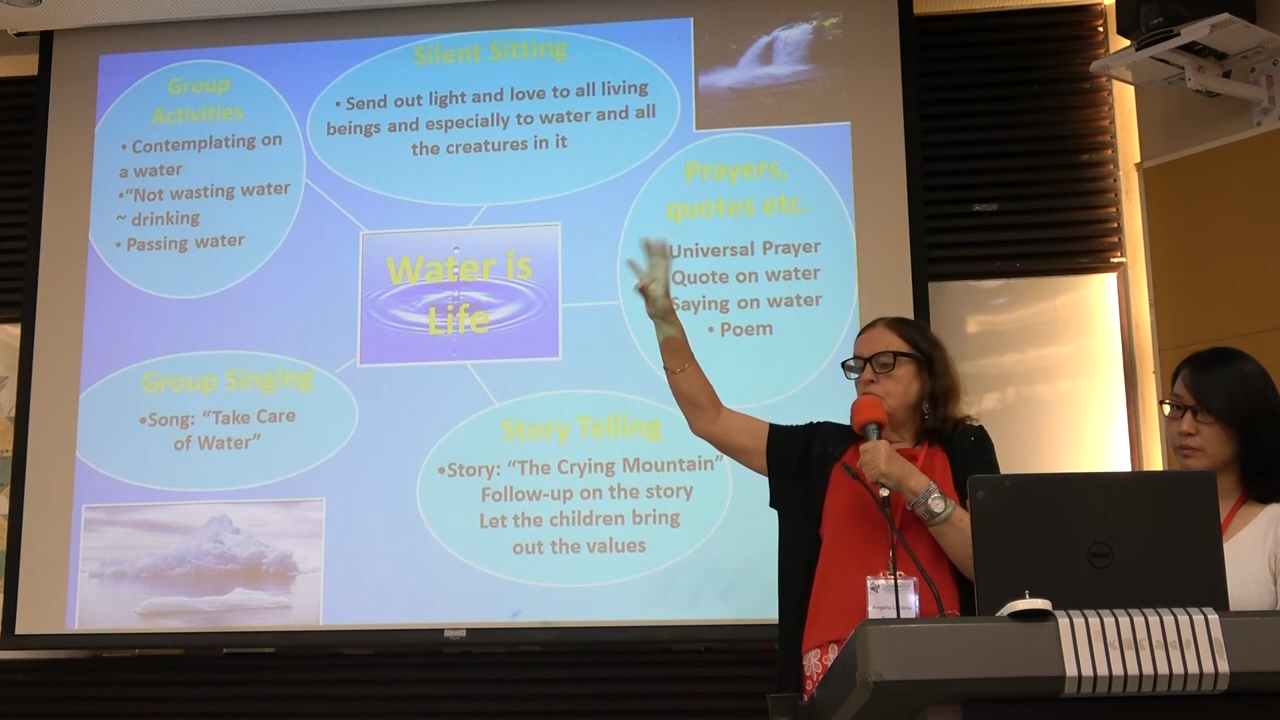 Silent Sitting
• Send out light and love to all living
beings and especially to water and all
the creatures in it
Group
Activities
• Contemplating on
a water
•“Not wasting water
~ drinking
• Passing water
Prayers,
quotes etc.
Universal Prayer
Quote on water
Saying on water
• Poem
Water is
Life
Group Singing
•Song: “Take Care
of Water”
Story Telling
•Story: “The Crying Mountain”
Follow-up on the story
Let the children bring
out the values
DELL
Angela